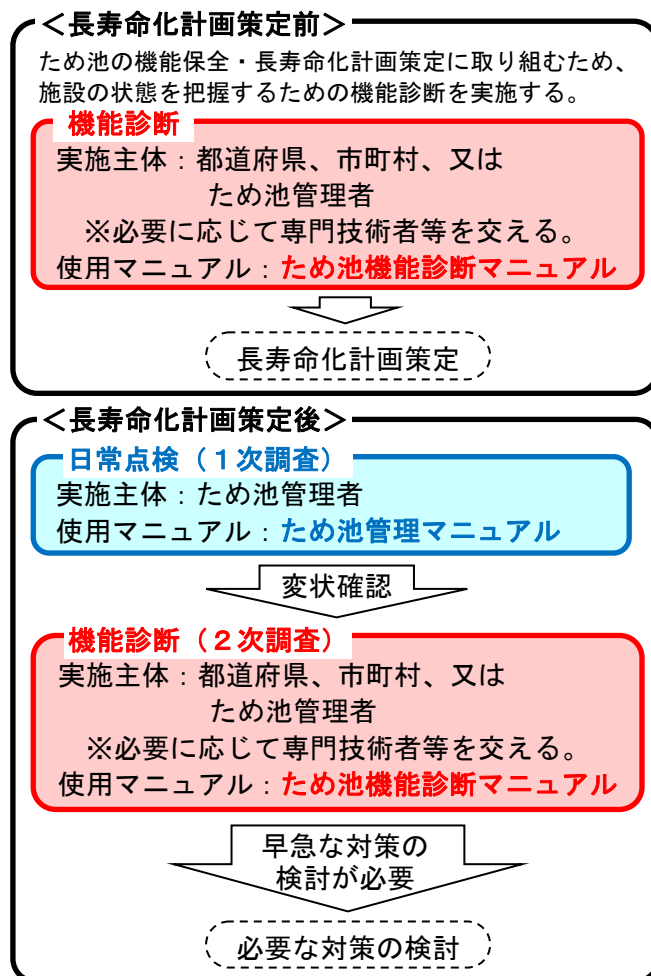 ＜長寿命化計画策定前＞
ため池の機能保全・長寿命化計画策定に取り組むため、
施設の状態を把握するための機能診断を実施する。
機能診断
実施主体：都道府県、市町村、又は
ため池管理者
※必要に応じて専門技術者等を交える。
使用マニュアル：ため池機能診断マニュアル
長寿命化計画策定
＜長寿命化計画策定後＞
日常点検（１次調査）
実施主体：ため池管理者
使用マニュアル：ため池管理マニュアル
変状確認
機能診断（２次調査）
実施主体：都道府県、市町村、又は
ため池管理者
※必要に応じて専門技術者等を交える。
使用マニュアル：ため池機能診断マニュアル
早急な対策の
検討が必要
必要な対策の検討